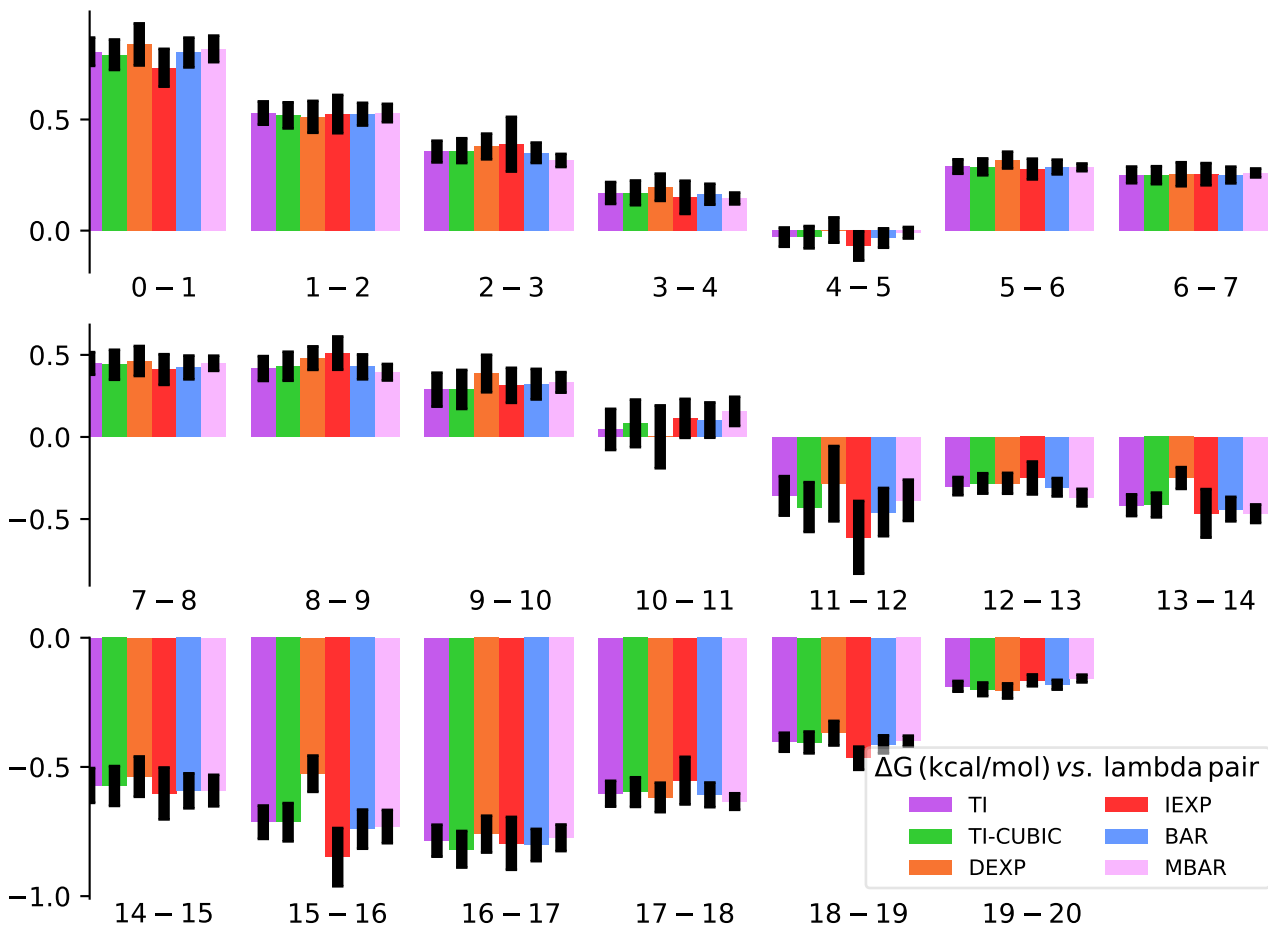 0.5
0.0
0 − 1 1 − 2 2 − 3 3 − 4 4 − 5 5 − 6 6 − 7
0.5
0.0
−0.5
7 − 8 8 − 9 9 − 10 10 − 11 11 − 12 12 − 13 13 − 14
0.0
−0.5
−1.0
ΔG (kcal/mol) vs. lambda pair
TI IEXP
TI-CUBIC BAR
DEXP MBAR
14 − 15 15 − 16 16 − 17 17 − 18 18 − 19 19 − 20